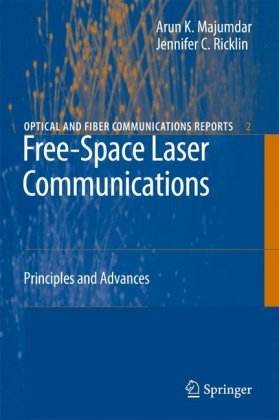 Arun K. Majumdar
Jennifer C. Ricklin
OPTICAL AND FIBER COMMUNICATIONS REPORTS 2
Free-Space Laser
Communications
Principles and Advances
Springer